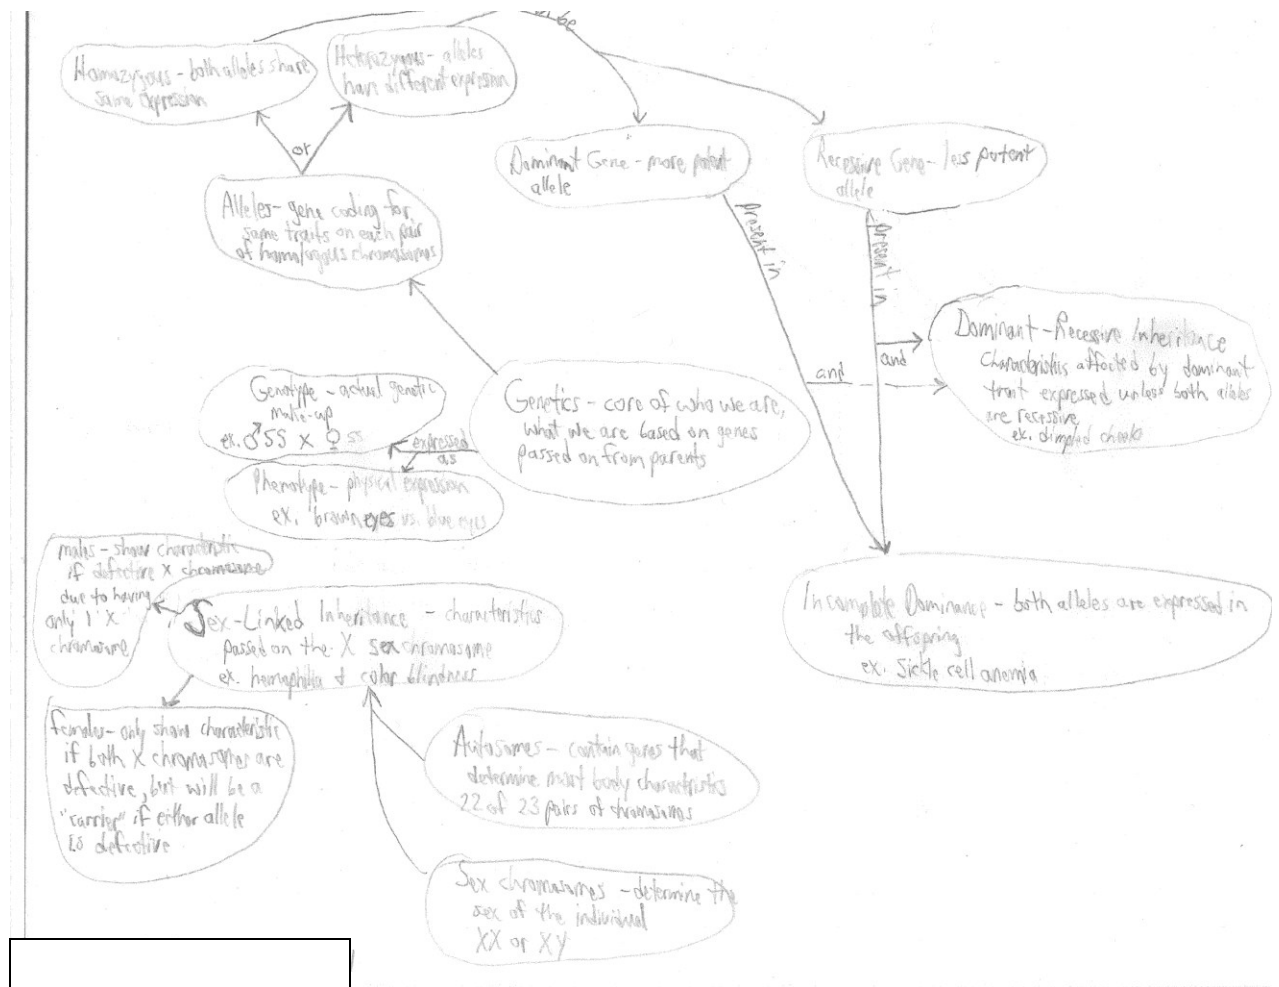 be
Homozygous - both alleles share
same expression
Heterozygous - alleles
have different expression
or
Alleles - gene coding for
same traits on each pair
of homologous chromosomes
Dominant Gene - more potent
allele
Recessive Gene - less potent
allele
present in
present in
and
and
Dominant - Recessive Inheritance
characteristics affected by dominant
trait expressed unless both alleles
are recessive,
ex. dimpled cheeks
Genotype - actual genetic
make-up
ex. ♂SS x ♀ss
expressed
as
Phenotype - physical expression
ex. brown eyes vs. blue eyes
Genetics - core of who we are,
what we are based on genes
passed on from parents
males - show characteristic
if defective X chromosome
due to having
only 1 X
chromosome
Sex-Linked Inheritance - characteristics
passed on the X sex chromosome
ex. hemophilia & color blindness
females - only show characteristic
if both X chromosomes are
defective, but will be a
"carrier" if either allele
is defective
Incomplete Dominance - both alleles are expressed in
the offspring
ex. Sickle cell anemia
Autosomes - contain genes that
determine most body characteristics
22 of 23 pairs of chromosomes
Sex chromosomes - determine the
sex of the individual
XX or XY